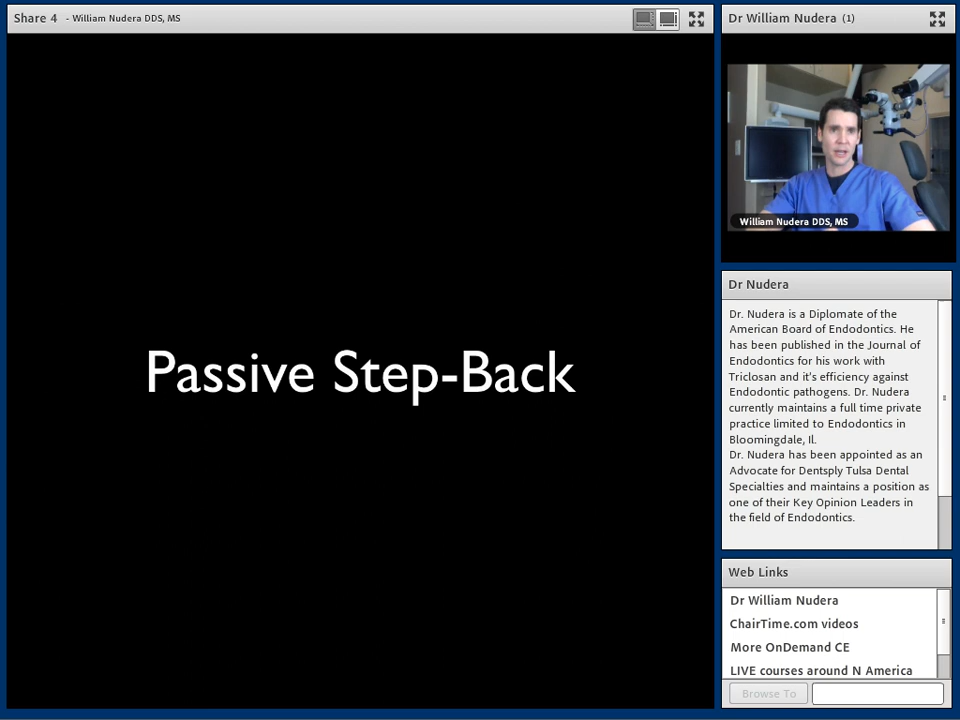 Share 4 - William Nudera DDS, MS
Passive Step-Back
Dr William Nudera (1)
William Nudera DDS, MS
Dr Nudera
Dr. Nudera is a Diplomate of the
American Board of Endodontics. He
has been published in the Journal of
Endodontics for his work with
Triclosan and it's efficiency against
Endodontic pathogens. Dr. Nudera
currently maintains a full time private
practice limited to Endodontics in
Bloomingdale, Il.
Dr. Nudera has been appointed as an
Advocate for Dentsply Tulsa Dental
Specialties and maintains a position as
one of their Key Opinion Leaders in
the field of Endodontics.
Web Links
Dr William Nudera
ChairTime.com videos
More OnDemand CE
LIVE courses around N America
Browse To